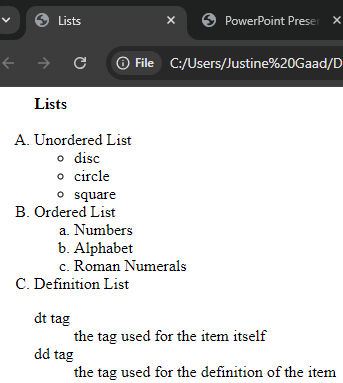 Lists
PowerPoint Presen
File
C:/Users/Justine%20Gaad/D
Lists
A. Unordered List
disc
circle
square
B. Ordered List
a. Numbers
b. Alphabet
c. Roman Numerals
C. Definition List
dt tag
the tag used for the item itself
dd tag
the tag used for the definition of the item